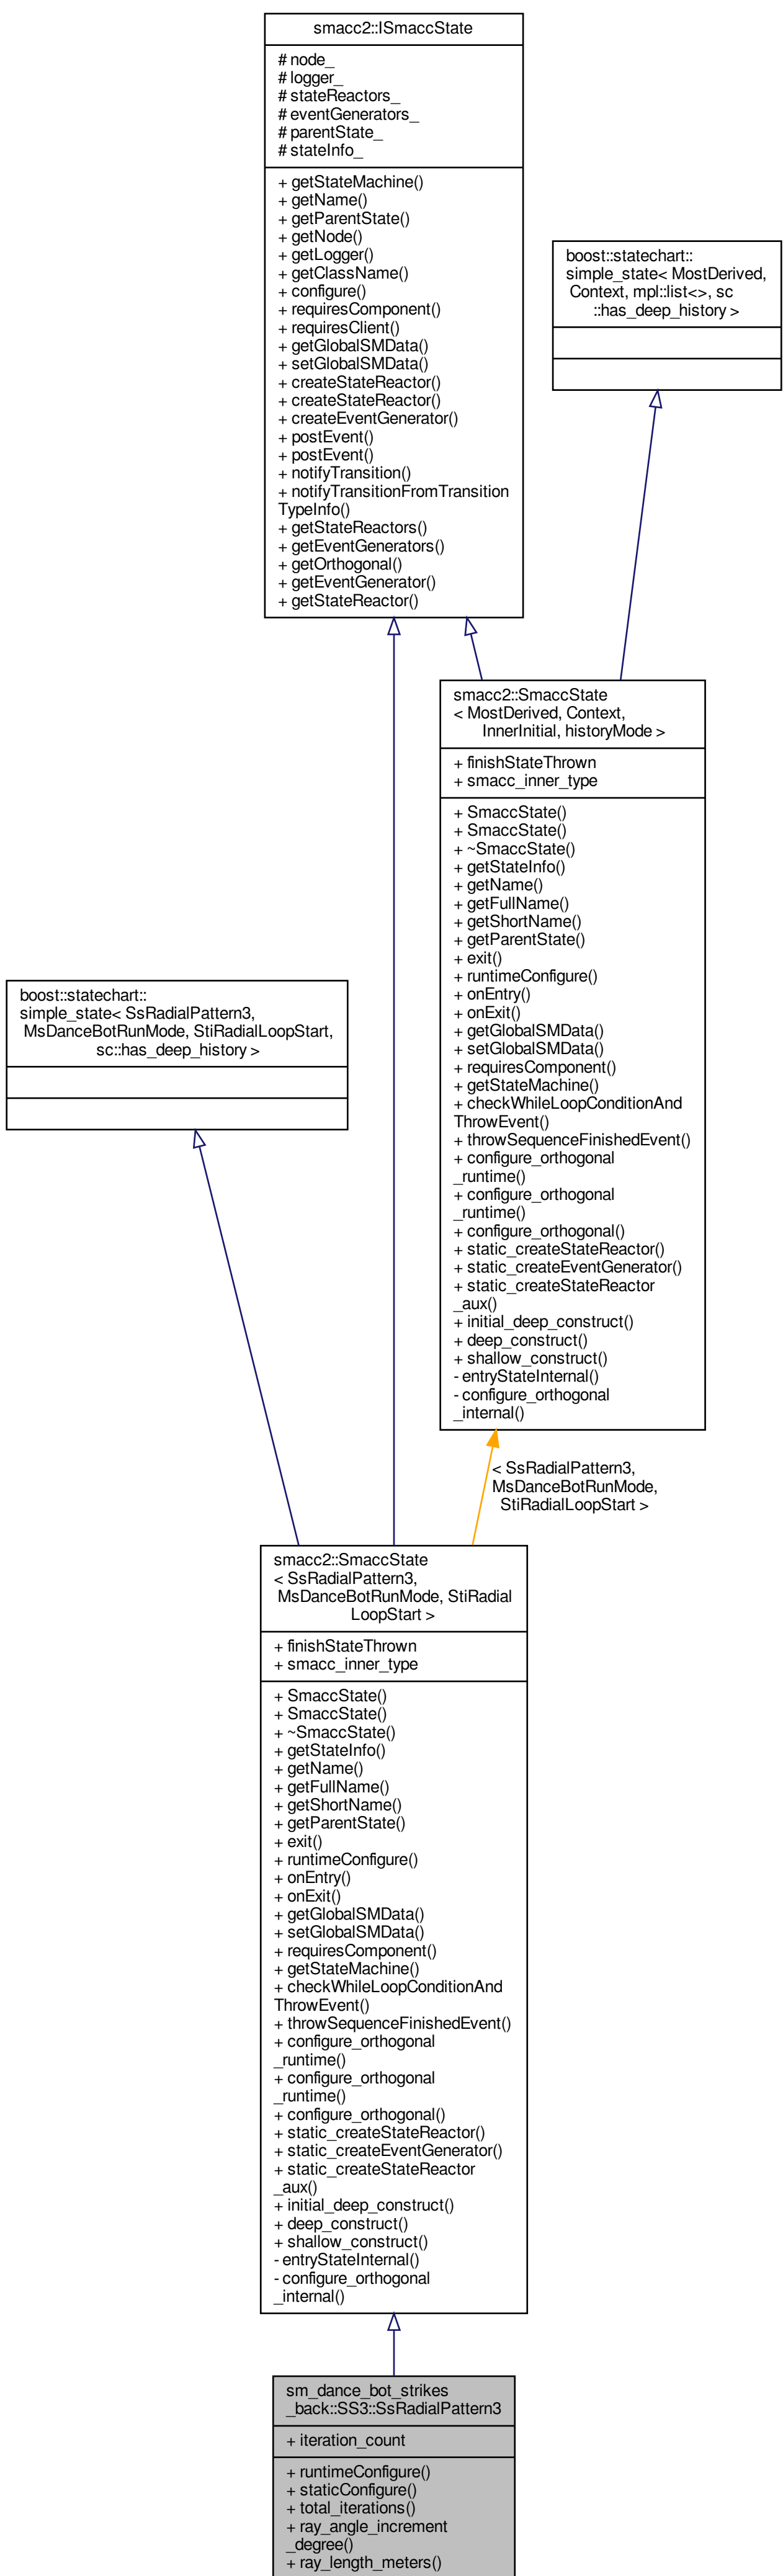 smacc2::ISmaccState
# node_
# logger_
# stateReactors_
# eventGenerators_
# parentState_
# stateInfo_
+ getStateMachine()
+ getName()
+ getParentState()
+ getNode()
+ getLogger()
+ getClassName()
+ configure()
+ requiresComponent()
+ requiresClient()
+ getGlobalSMData()
+ setGlobalSMData()
+ createStateReactor()
+ createStateReactor()
+ createEventGenerator()
+ postEvent()
+ postEvent()
+ notifyTransition()
+ notifyTransitionFromTransition
TypeInfo()
+ getStateReactors()
+ getEventGenerators()
+ getOrthogonal()
+ getEventGenerator()
+ getStateReactor()
boost::statechart::
simple_state< MostDerived,
Context, mpl::list<>, sc
::has_deep_history >
smacc2::SmaccState
< MostDerived, Context,
InnerInitial, historyMode >
+ finishStateThrown
+ smacc_inner_type
+ SmaccState()
+ SmaccState()
+ ~SmaccState()
+ getStateInfo()
+ getName()
+ getFullName()
+ getShortName()
+ getParentState()
+ exit()
+ runtimeConfigure()
+ onEntry()
+ onExit()
+ getGlobalSMData()
+ setGlobalSMData()
+ requiresComponent()
+ getStateMachine()
+ checkWhileLoopConditionAnd
ThrowEvent()
+ throwSequenceFinishedEvent()
+ configure_orthogonal
_runtime()
+ configure_orthogonal
_runtime()
+ configure_orthogonal()
+ static_createStateReactor()
+ static_createEventGenerator()
+ static_createStateReactor
_aux()
+ initial_deep_construct()
+ deep_construct()
+ shallow_construct()
- entryStateInternal()
- configure_orthogonal
_internal()
boost::statechart::
simple_state< SsRadialPattern3,
MsDanceBotRunMode, StiRadialLoopStart,
sc::has_deep_history >
< SsRadialPattern3,
MsDanceBotRunMode,
StiRadialLoopStart >
smacc2::SmaccState
< SsRadialPattern3,
MsDanceBotRunMode, StiRadial
LoopStart >
+ finishStateThrown
+ smacc_inner_type
+ SmaccState()
+ SmaccState()
+ ~SmaccState()
+ getStateInfo()
+ getName()
+ getFullName()
+ getShortName()
+ getParentState()
+ exit()
+ runtimeConfigure()
+ onEntry()
+ onExit()
+ getGlobalSMData()
+ setGlobalSMData()
+ requiresComponent()
+ getStateMachine()
+ checkWhileLoopConditionAnd
ThrowEvent()
+ throwSequenceFinishedEvent()
+ configure_orthogonal
_runtime()
+ configure_orthogonal
_runtime()
+ configure_orthogonal()
+ static_createStateReactor()
+ static_createEventGenerator()
+ static_createStateReactor
_aux()
+ initial_deep_construct()
+ deep_construct()
+ shallow_construct()
- entryStateInternal()
- configure_orthogonal
_internal()
sm_dance_bot_strikes
_back::SS3::SsRadialPattern3
+ iteration_count
+ runtimeConfigure()
+ staticConfigure()
+ total_iterations()
+ ray_angle_increment
_degree()
+ ray_length_meters()